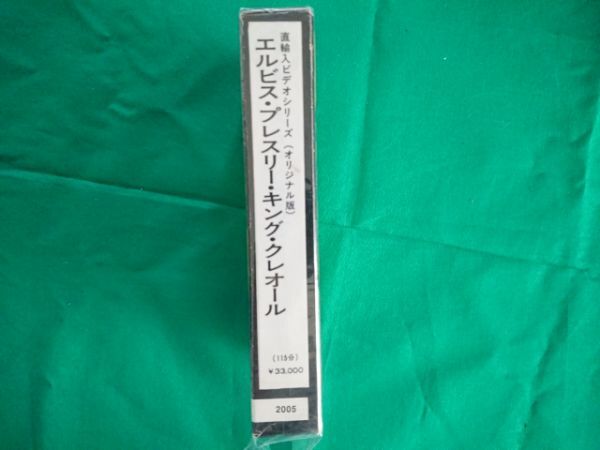 直輸入ビデオシリーズ(オリジナル版)
エルビス・プレスリー・キング・クレオール
(115分)
¥33,000
2005